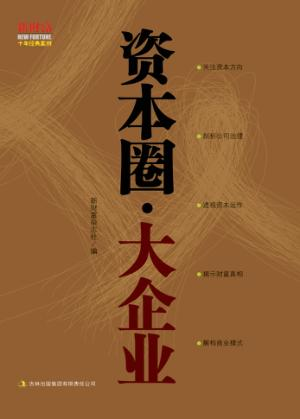 新财富
NEW FORTUNE
十年经典案例
资本圈·大企业
关注资本方向
剖析公司治理
透视资本运作
揭示财富真相
解构商业模式
新财富杂志社/编
吉林出版集团有限责任公司